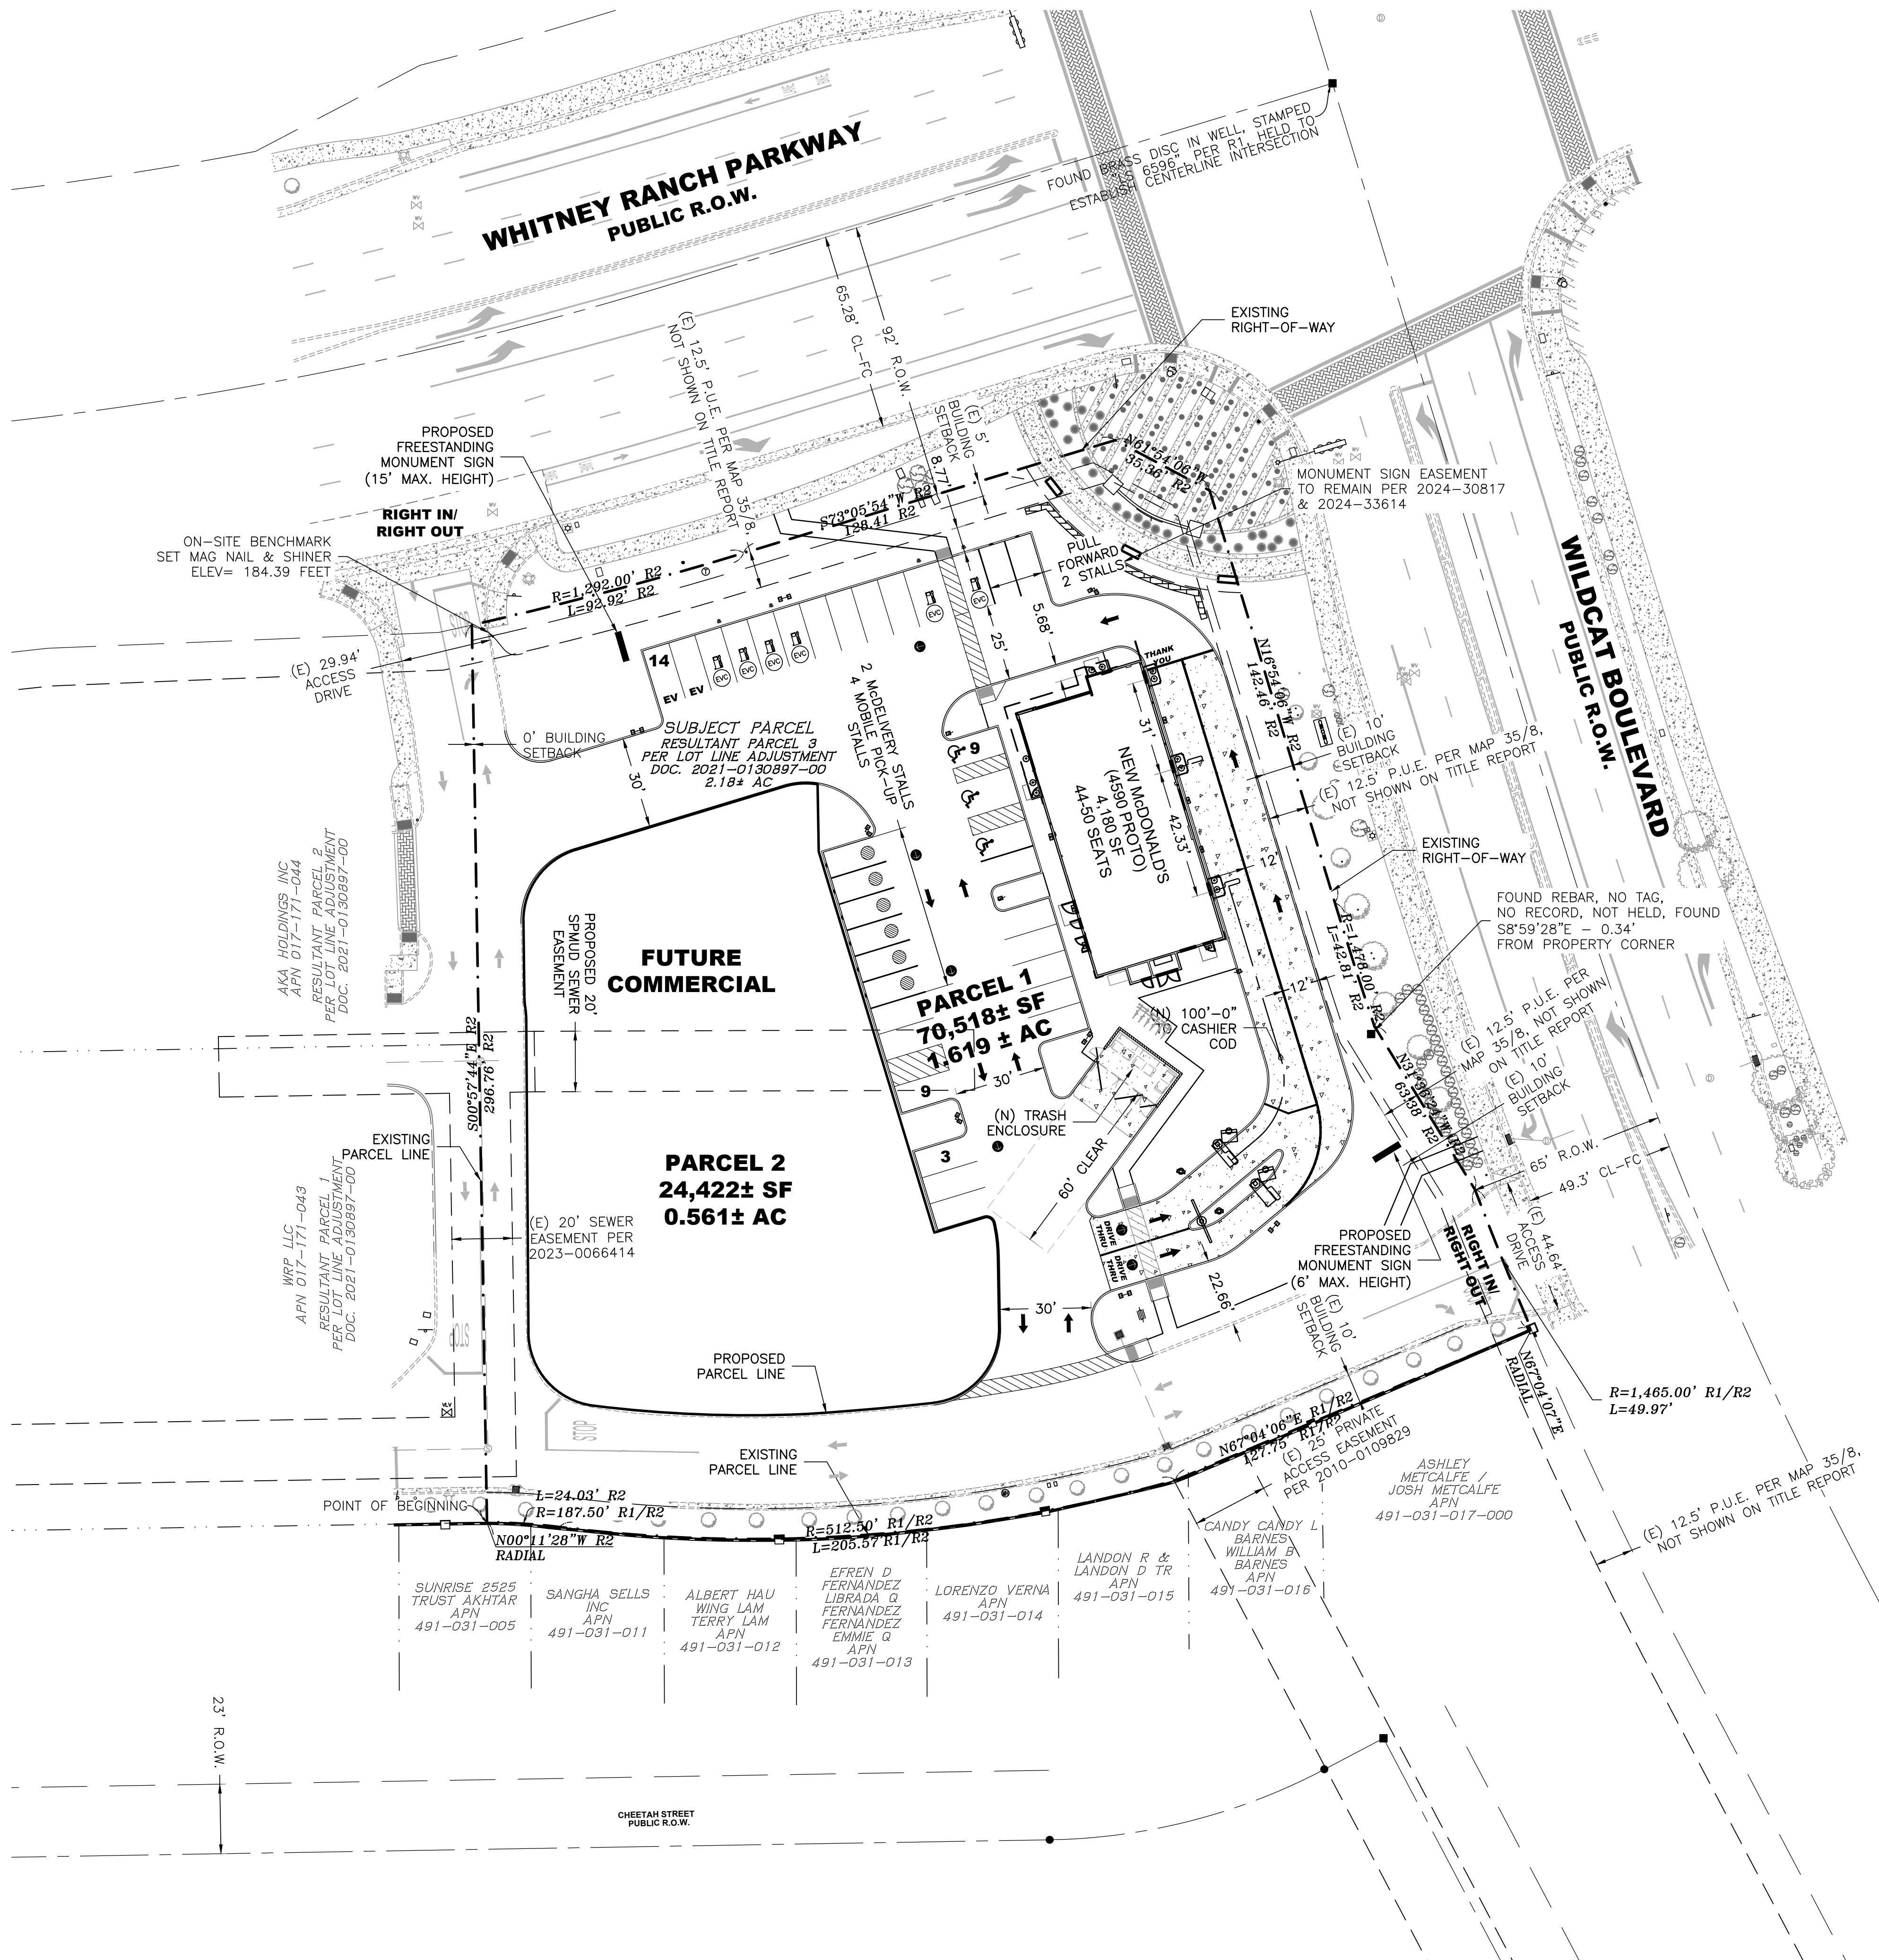 WHITNEY RANCH PARKWAY
PUBLIC R.O.W.
FOUND BRASS DISC IN WELL, STAMPED
6596" PER R1, HELD TO
ESTABLISH CENTERLINE INTERSECTION
65.28' CL-FC
92' R.O.W.
(E) 12.5' P.U.E. PER MAP 35/8,
NOT SHOWN ON TITLE REPORT
(E) 5'
BUILDING
SETBACK
8.77'
EXISTING
RIGHT-OF-WAY
PROPOSED
FREESTANDING
MONUMENT SIGN
(15' MAX. HEIGHT)
RIGHT IN/
RIGHT OUT
ON-SITE BENCHMARK
SET MAG NAIL & SHINER
ELEV= 184.39 FEET
N61°54'06"W
35.36' R2
MONUMENT SIGN EASEMENT
TO REMAIN PER 2024-30817
& 2024-33614
S73°05'54"W R2
128.41 R2
R=1,292.00' R2
L=92.92' R2
PULL
FORWARD
2 STALLS
5.68'
25'
(E) 29.94'
ACCESS
DRIVE
STOP
0' BUILDING
SETBACK
14
EV
EV
EVC
EVC
EVC
EVC
EVC
EVC
THANK
YOU
SUBJECT PARCEL
RESULTANT PARCEL 3
PER LOT LINE ADJUSTMENT
DOC. 2021-0130897-00
2.18± AC
30'
2 McDELIVERY STALLS
4 MOBILE PICK-UP
STALLS
9
NEW McDONALD'S
(4590 PROTO)
4,180 SF
44-50 SEATS
31'
42.33'
12'
12'
N16°54'06"W R2
142.46' R2
(E) 10'
BUILDING
SETBACK
(E) 12.5' P.U.E. PER MAP 35/8,
NOT SHOWN ON TITLE REPORT
WILDCAT BOULEVARD
PUBLIC R.O.W.
EXISTING
RIGHT-OF-WAY
FOUND REBAR, NO TAG,
NO RECORD, NOT HELD, FOUND
S8°59'28"E - 0.34'
FROM PROPERTY CORNER
R=1,478.00' R2
L=42.81' R2
AKA HOLDINGS INC
APN 017-171-044
RESULTANT PARCEL 2
PER LOT LINE ADJUSTMENT
DOC. 2021-0130897-00
PROPOSED 20'
SPMUD SEWER
EASEMENT
FUTURE
COMMERCIAL
PARCEL 1
70,518± SF
1.619 ± AC
(N) 100'-0"
TO CASHIER
COD
(E) 12.5' P.U.E. PER
MAP 35/8, NOT SHOWN
ON TITLE REPORT
(E) 10'
BUILDING
SETBACK
N31°36'24"W R2
63.38' R2
S00°57'44"E R2
296.76' R2
30'
9
3
(N) TRASH
ENCLOSURE
60' CLEAR
EXISTING
PARCEL LINE
PARCEL 2
24,422± SF
0.561± AC
WRP LLC
APN 017-171-043
RESULTANT PARCEL 1
PER LOT LINE ADJUSTMENT
DOC. 2021-0130897-00
(E) 20' SEWER
EASEMENT PER
2023-0066414
65' R.O.W.
49.3' CL-FC
(E) 44.64'
ACCESS
DRIVE
DRIVE
THRU
DRIVE
THRU
PROPOSED
FREESTANDING
MONUMENT SIGN
(6' MAX. HEIGHT)
RIGHT IN/
RIGHT OUT
22.66'
30'
(E) 10'
BUILDING
SETBACK
STOP
PROPOSED
PARCEL LINE
N67°04'07"E
RADIAL
R=1,465.00' R1/R2
L=49.97'
STOP
N67°04'06"E R1/R2
127.75' R1/R2
(E) 25' PRIVATE
ACCESS EASEMENT
PER 2010-0109829
EXISTING
PARCEL LINE
POINT OF BEGINNING
L=24.03' R2
R=187.50' R1/R2
N00°11'28"W R2
RADIAL
R=512.50' R1/R2
L=205.57'R1/R2
ASHLEY
METCALFE /
JOSH METCALFE
APN
491-031-017-000
(E) 12.5' P.U.E. PER MAP 35/8,
NOT SHOWN ON TITLE REPORT
SUNRISE 2525
TRUST AKHTAR
APN
491-031-005
SANGHA SELLS
INC
APN
491-031-011
ALBERT HAU
WING LAM
TERRY LAM
APN
491-031-012
EFREN D
FERNANDEZ
LIBRADA Q
FERNANDEZ
FERNANDEZ
EMMIE Q
APN
491-031-013
LORENZO VERNA
APN
491-031-014
LANDON R &
LANDON D TR
APN
491-031-015
CANDY CANDY L
BARNES
WILLIAM B
BARNES
APN
491-031-016
23' R.O.W.
CHEETAH STREET
PUBLIC R.O.W.